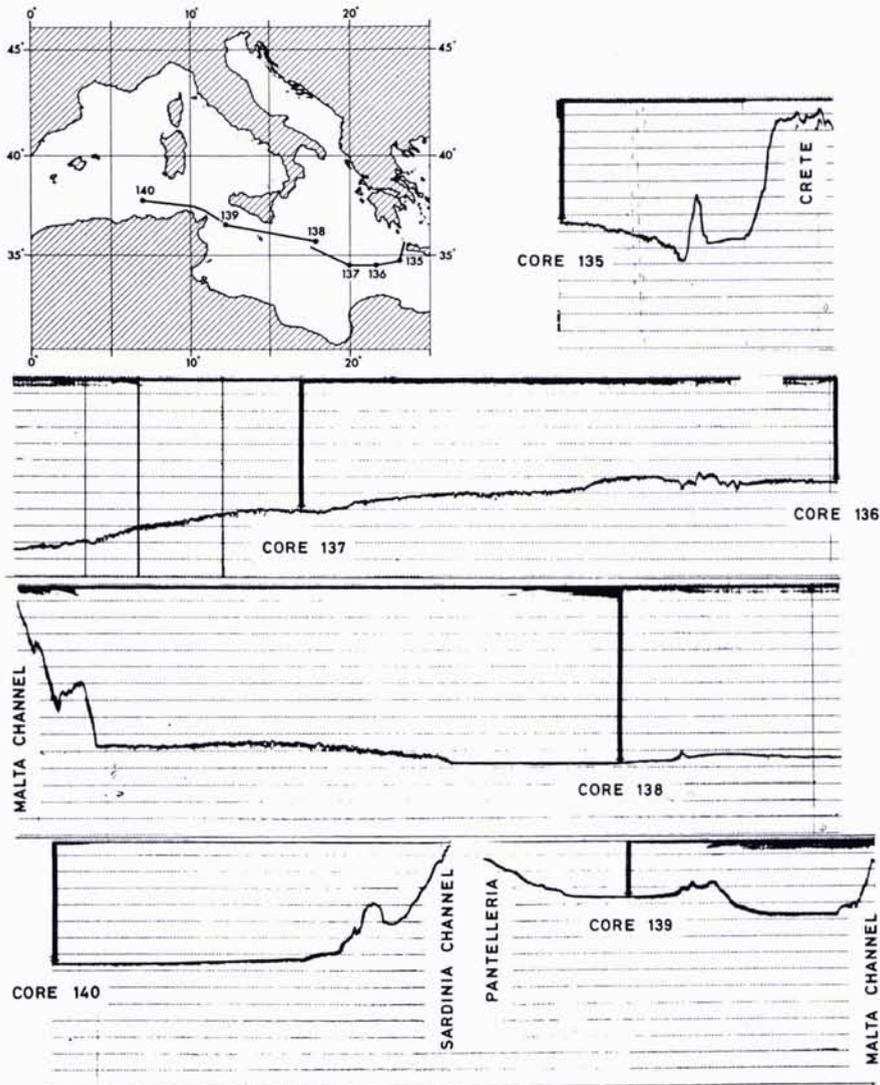 0° 10° 20°
45° 45°
40° 40°
35° 35°
140
139
138
137 136 135
0° 10° 20°
CORE 135
CRETE
CORE 137
CORE 136
MALTA CHANNEL
CORE 138
CORE 140
SARDINIA CHANNEL
PANTELLERIA
CORE 139
MALTA CHANNEL